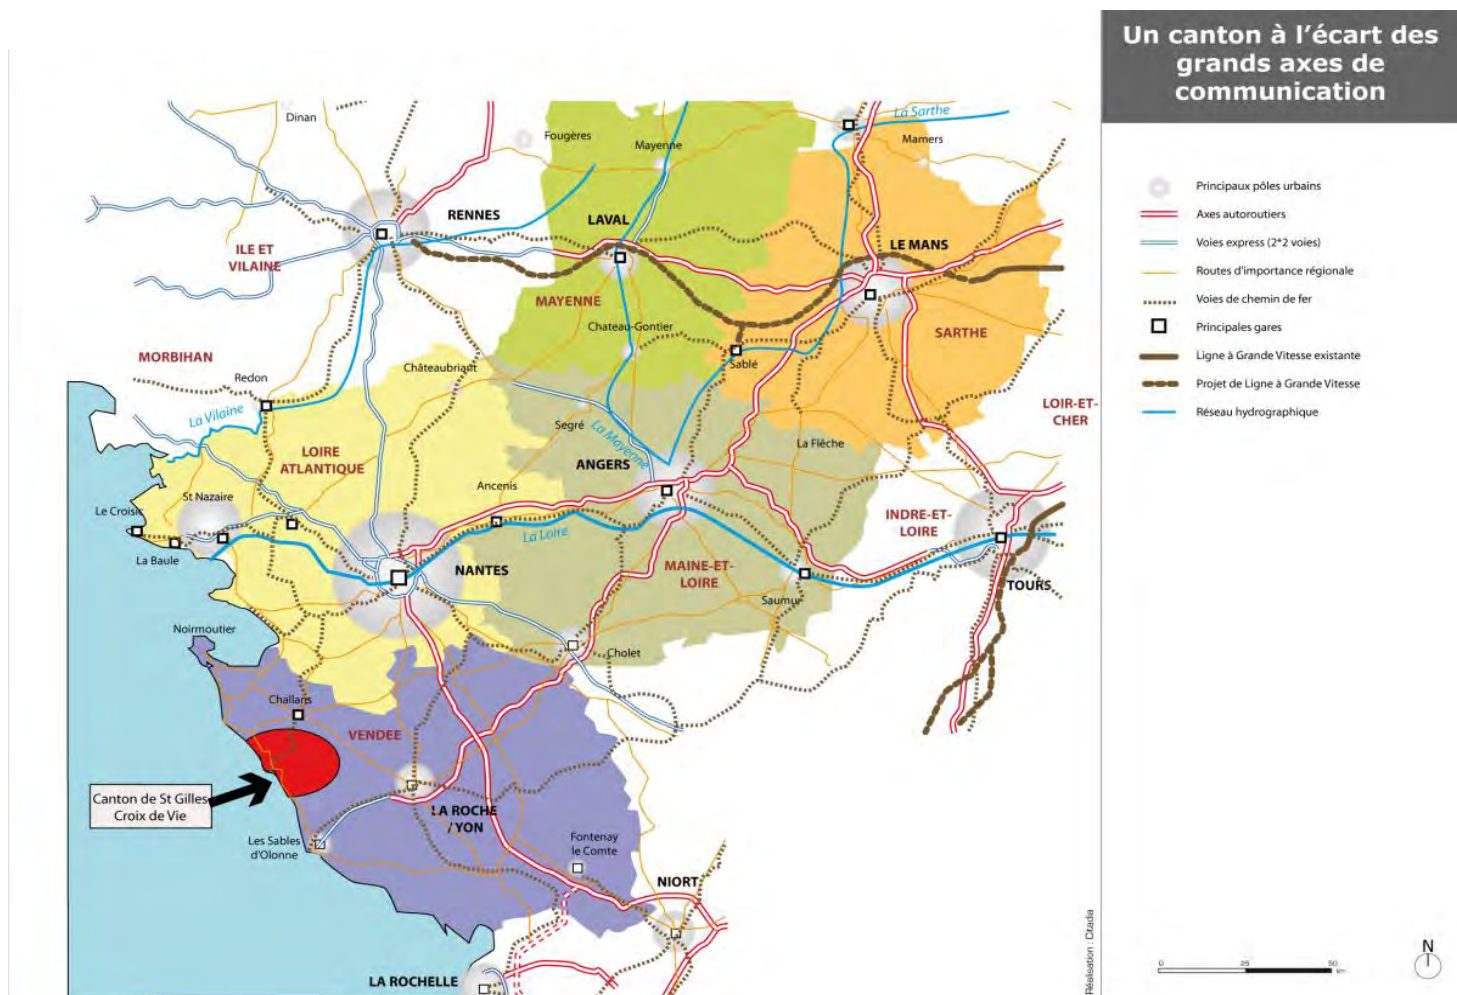 Un canton à l'écart des
grands axes de
communication
Principaux pôles urbains
Axes autoroutiers
Voies express (2*2 voies)
Routes d'importance régionale
Voies de chemin de fer
Principales gares
Ligne à Grande Vitesse existante
Projet de Ligne à Grande Vitesse
Réseau hydrographique
Dinan
Fougères
Mayenne
La Sarthe
Mamers
RENNES
LAVAL
LE MANS
ILE ET
VILAINE
MAYENNE
Chateau-Gontier
SARTHE
MORBIHAN
Sablé
Redon
Châteaubriant
La Vilaine
LOIR-ET-
CHER
Segré
La Mayenne
La Flèche
LOIRE
ATLANTIQUE
ANGERS
Ancenis
St Nazaire
Le Croisic
La Loire
INDRE-ET-
LOIRE
La Baule
NANTES
MAINE-ET-
LOIRE
TOURS
Saumur
Noirmoutier
Cholet
Challans
VENDEE
Canton de St Gilles
Croix de Vie
LA ROCHE
/YON
Les Sables
d'Olonne
Fontenay
le Comte
NIORT
LA ROCHELLE
Réalisation : Citadia
0 25 50
km
N